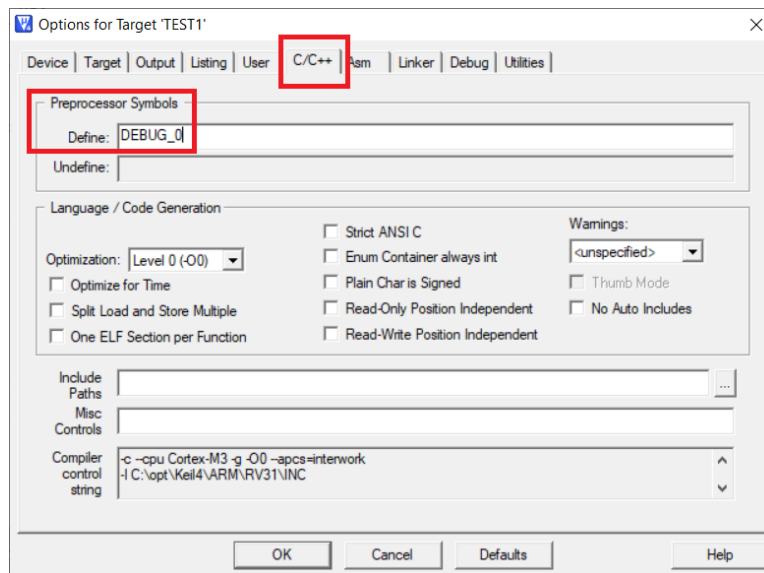 Options for Target 'TEST1'
Device Target Output Listing User C/C++ Asm Linker Debug Utilities
Preprocessor Symbols
Define: DEBUG_0
Undefine:
Language / Code Generation
Optimization: Level 0 (-O0)
Optimize for Time
Split Load and Store Multiple
One ELF Section per Function
Strict ANSI C
Enum Container always int
Plain Char is Signed
Read-Only Position Independent
Read-Write Position Independent
Warnings:
<unspecified>
Thumb Mode
No Auto Includes
Include Paths
...
Misc Controls
Compiler control string
-c --cpu Cortex-M3 -g -O0 --apcs=interwork
-I C:\opt\Keil4\ARM\RV31\INC
OK Cancel Defaults Help